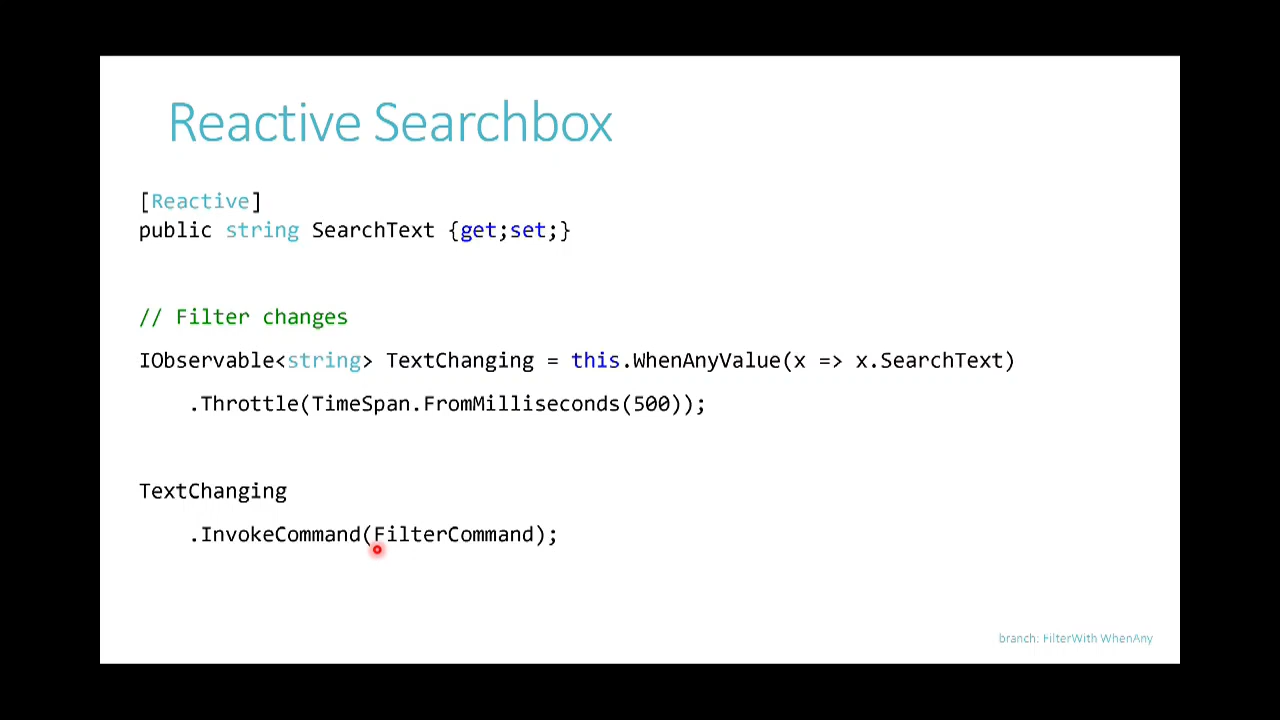 Reactive Searchbox
[Reactive]
public string SearchText {get;set;}
// Filter changes
IObservable<string> TextChanging = this.WhenAnyValue(x => x.SearchText)
.Throttle(TimeSpan.FromMilliseconds(500));
TextChanging
.InvokeCommand(FilterCommand);
branch: FilterWith WhenAny